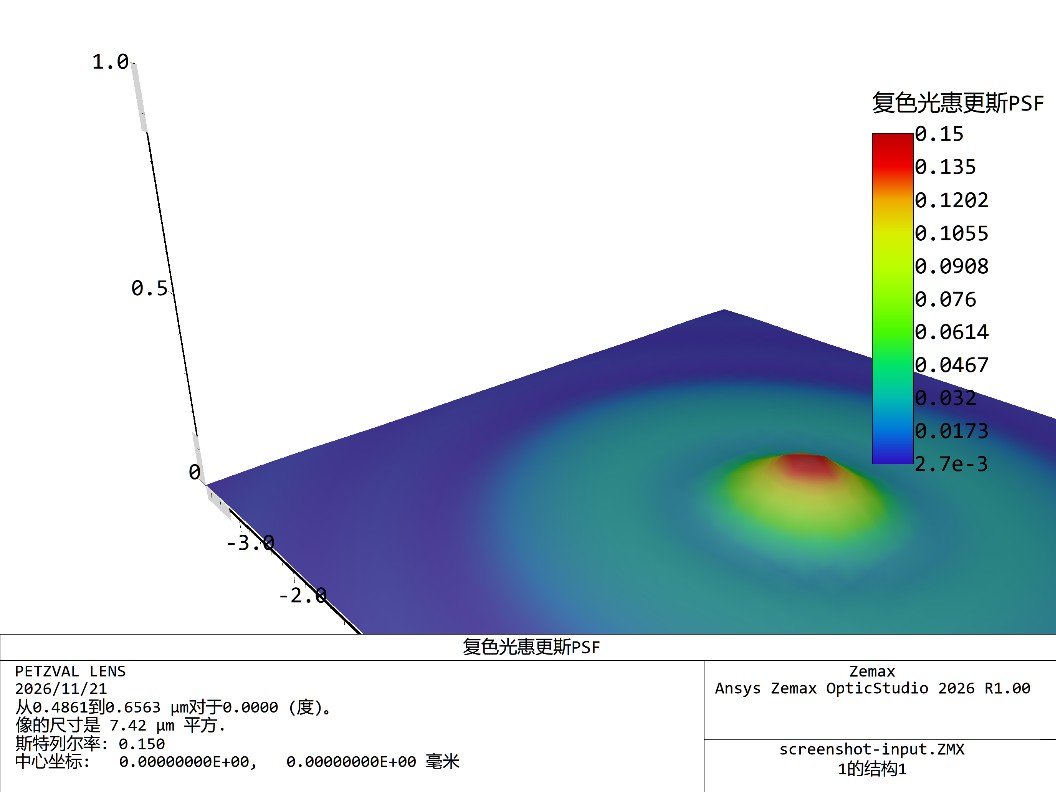 1.0
0.5
0
-3.0
-2.0
复色光惠更斯PSF
0.15
0.135
0.1202
0.1055
0.0908
0.076
0.0614
0.0467
0.032
0.0173
2.7e-3
复色光惠更斯PSF
PETZVAL LENS
2026/11/21
从0.4861到0.6563 µm对于0.0000 (度)。
像的尺寸是 7.42 µm 平方.
斯特列尔率: 0.150
中心坐标: 0.00000000E+00, 0.00000000E+00 毫米
Zemax
Ansys Zemax OpticStudio 2026 R1.00
screenshot-input.ZMX
1的结构1